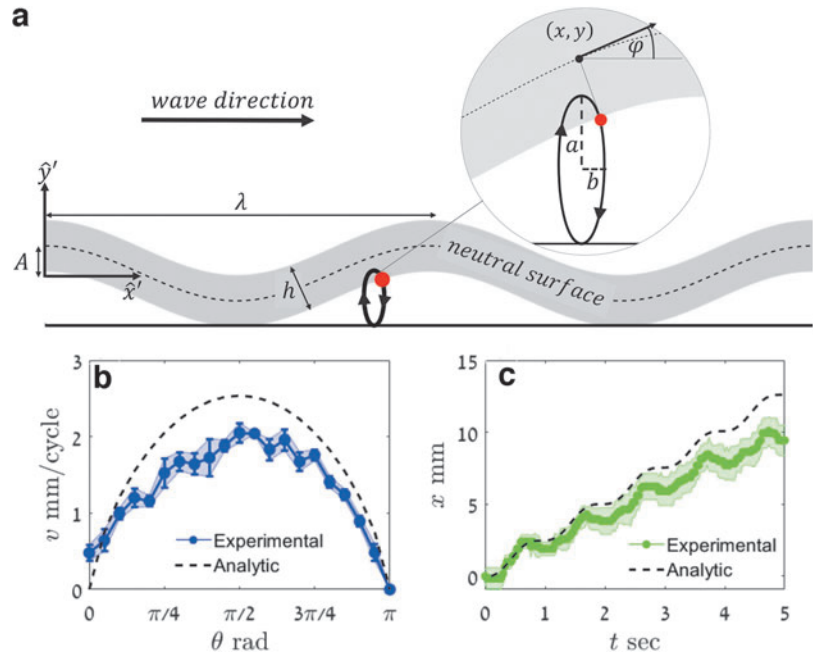 a
(x, y)
φ
wave direction
a
b
ŷ′
λ
A
x̂′
h
neutral surface
b
v mm/cycle
3
2
1
0
Experimental
Analytic
0
π/4
π/2
3π/4
π
θ rad
c
x mm
15
10
5
0
Experimental
Analytic
0
1
2
3
4
5
t sec